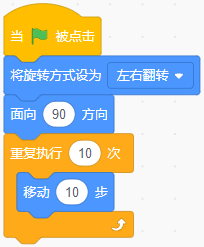 当 被点击
将旋转方式设为 左右翻转
面向 90 方向
重复执行 10 次
移动 10 步